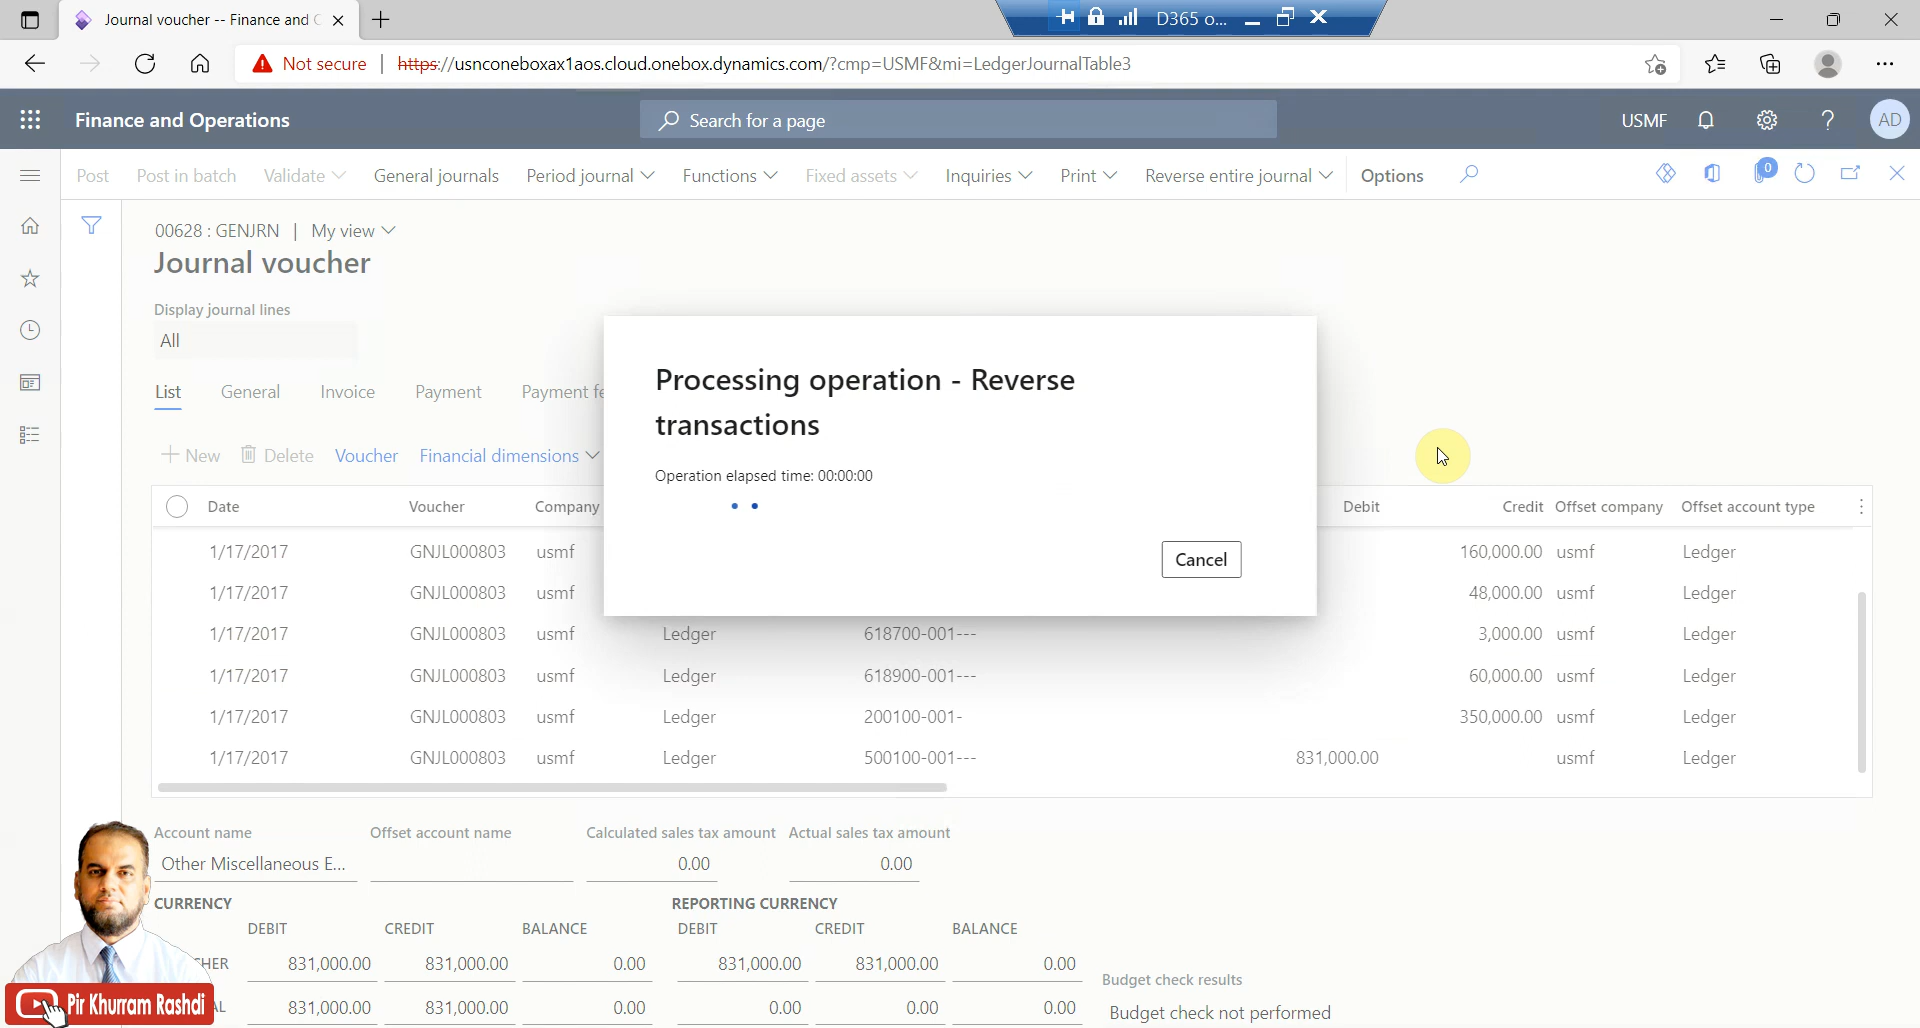 Journal voucher -- Finance and
D365 o...
Not secure
https://usnconeboxax1aos.cloud.onebox.dynamics.com/?cmp=USMF&mi=LedgerJournalTable3
Finance and Operations
Search for a page
USMF
AD
Post
Post in batch
Validate
General journals
Period journal
Functions
Fixed assets
Inquiries
Print
Reverse entire journal
Options
0
00628 : GENJRN | My view
Journal voucher
Display journal lines
All
List General Invoice Payment Payment fe
New Delete Voucher Financial dimensions
Processing operation - Reverse
transactions
Operation elapsed time: 00:00:00
Cancel
Date Voucher Company Debit Credit Offset company Offset account type
1/17/2017 GNJL000803 usmf 160,000.00 usmf Ledger
1/17/2017 GNJL000803 usmf 48,000.00 usmf Ledger
1/17/2017 GNJL000803 usmf Ledger 618700-001--- 3,000.00 usmf Ledger
1/17/2017 GNJL000803 usmf Ledger 618900-001--- 60,000.00 usmf Ledger
1/17/2017 GNJL000803 usmf Ledger 200100-001- 350,000.00 usmf Ledger
1/17/2017 GNJL000803 usmf Ledger 500100-001--- 831,000.00 usmf Ledger
Account name Offset account name Calculated sales tax amount Actual sales tax amount
Other Miscellaneous E... 0.00 0.00
CURRENCY REPORTING CURRENCY
DEBIT CREDIT BALANCE DEBIT CREDIT BALANCE
CHER 831,000.00 831,000.00 0.00 831,000.00 831,000.00 0.00
AL 831,000.00 831,000.00 0.00 0.00 0.00 0.00
Budget check results
Budget check not performed
Pir Khurram Rashdi